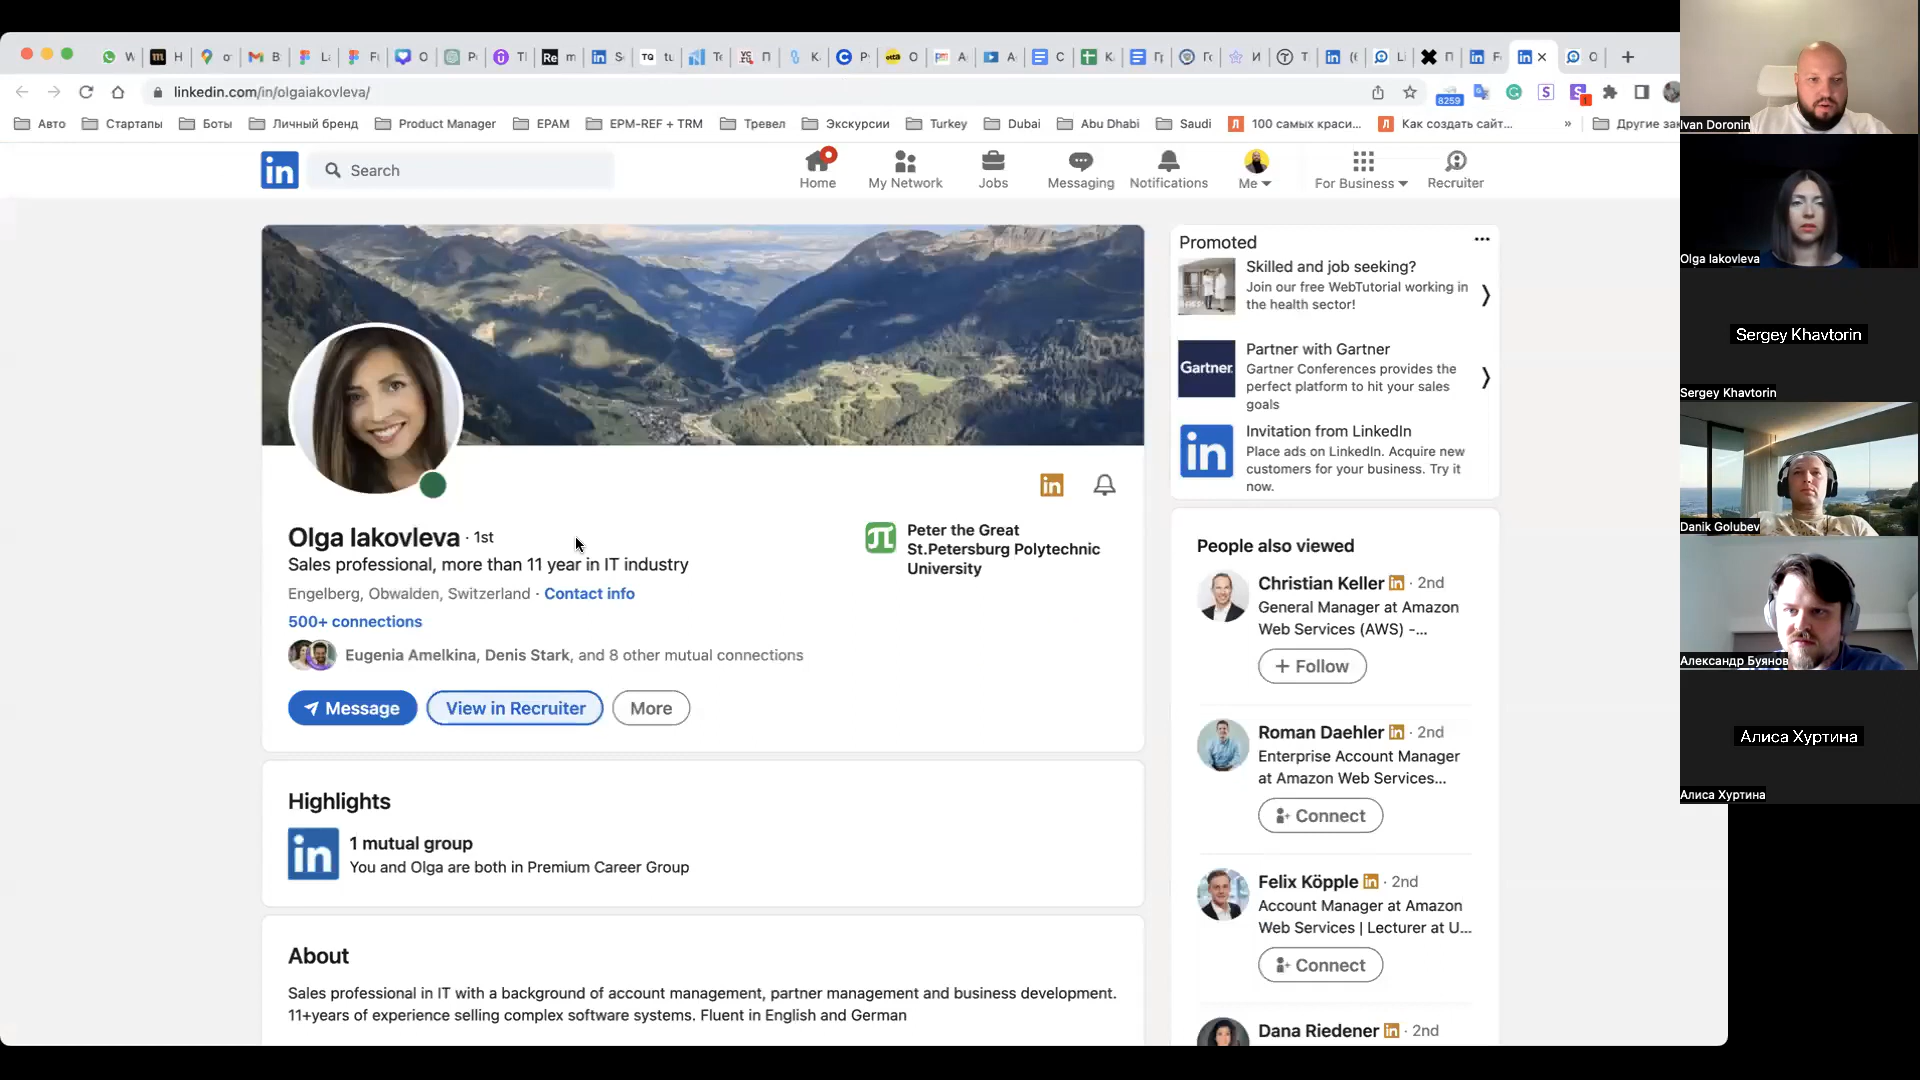 linkedin.com/in/olgaiakovleva/
8259
1
Авто
Стартапы
Боты
Личный бренд
Product Manager
EPAM
EPM-REF + TRM
Тревел
Экскурсии
Turkey
Dubai
Abu Dhabi
Saudi
100 самых краси...
Как создать сайт...
»
Search
Home
My Network
Jobs
Messaging
Notifications
Me
For Business
Recruiter
Olga Iakovleva · 1st
Sales professional, more than 11 year in IT industry
Engelberg, Obwalden, Switzerland · Contact info
500+ connections
Eugenia Amelkina, Denis Stark, and 8 other mutual connections
Message
View in Recruiter
More
Peter the Great
St.Petersburg Polytechnic
University
Highlights
1 mutual group
You and Olga are both in Premium Career Group
About
Sales professional in IT with a background of account management, partner management and business development.
11+years of experience selling complex software systems. Fluent in English and German
Promoted
Skilled and job seeking?
Join our free WebTutorial working in
the health sector!
Gartner
Partner with Gartner
Gartner Conferences provides the
perfect platform to hit your sales
goals
Invitation from LinkedIn
Place ads on LinkedIn. Acquire new
customers for your business. Try it
now.
People also viewed
Christian Keller in · 2nd
General Manager at Amazon
Web Services (AWS) -...
+ Follow
Roman Daehler in · 2nd
Enterprise Account Manager
at Amazon Web Services...
Connect
Felix Köpple in · 2nd
Account Manager at Amazon
Web Services | Lecturer at U...
Connect
Dana Riedener in · 2nd
Ivan Doronin
Olga Iakovleva
Sergey Khavtorin
Sergey Khavtorin
Danik Golubev
Александр Буянов
Алиса Хуртина
Алиса Хуртина